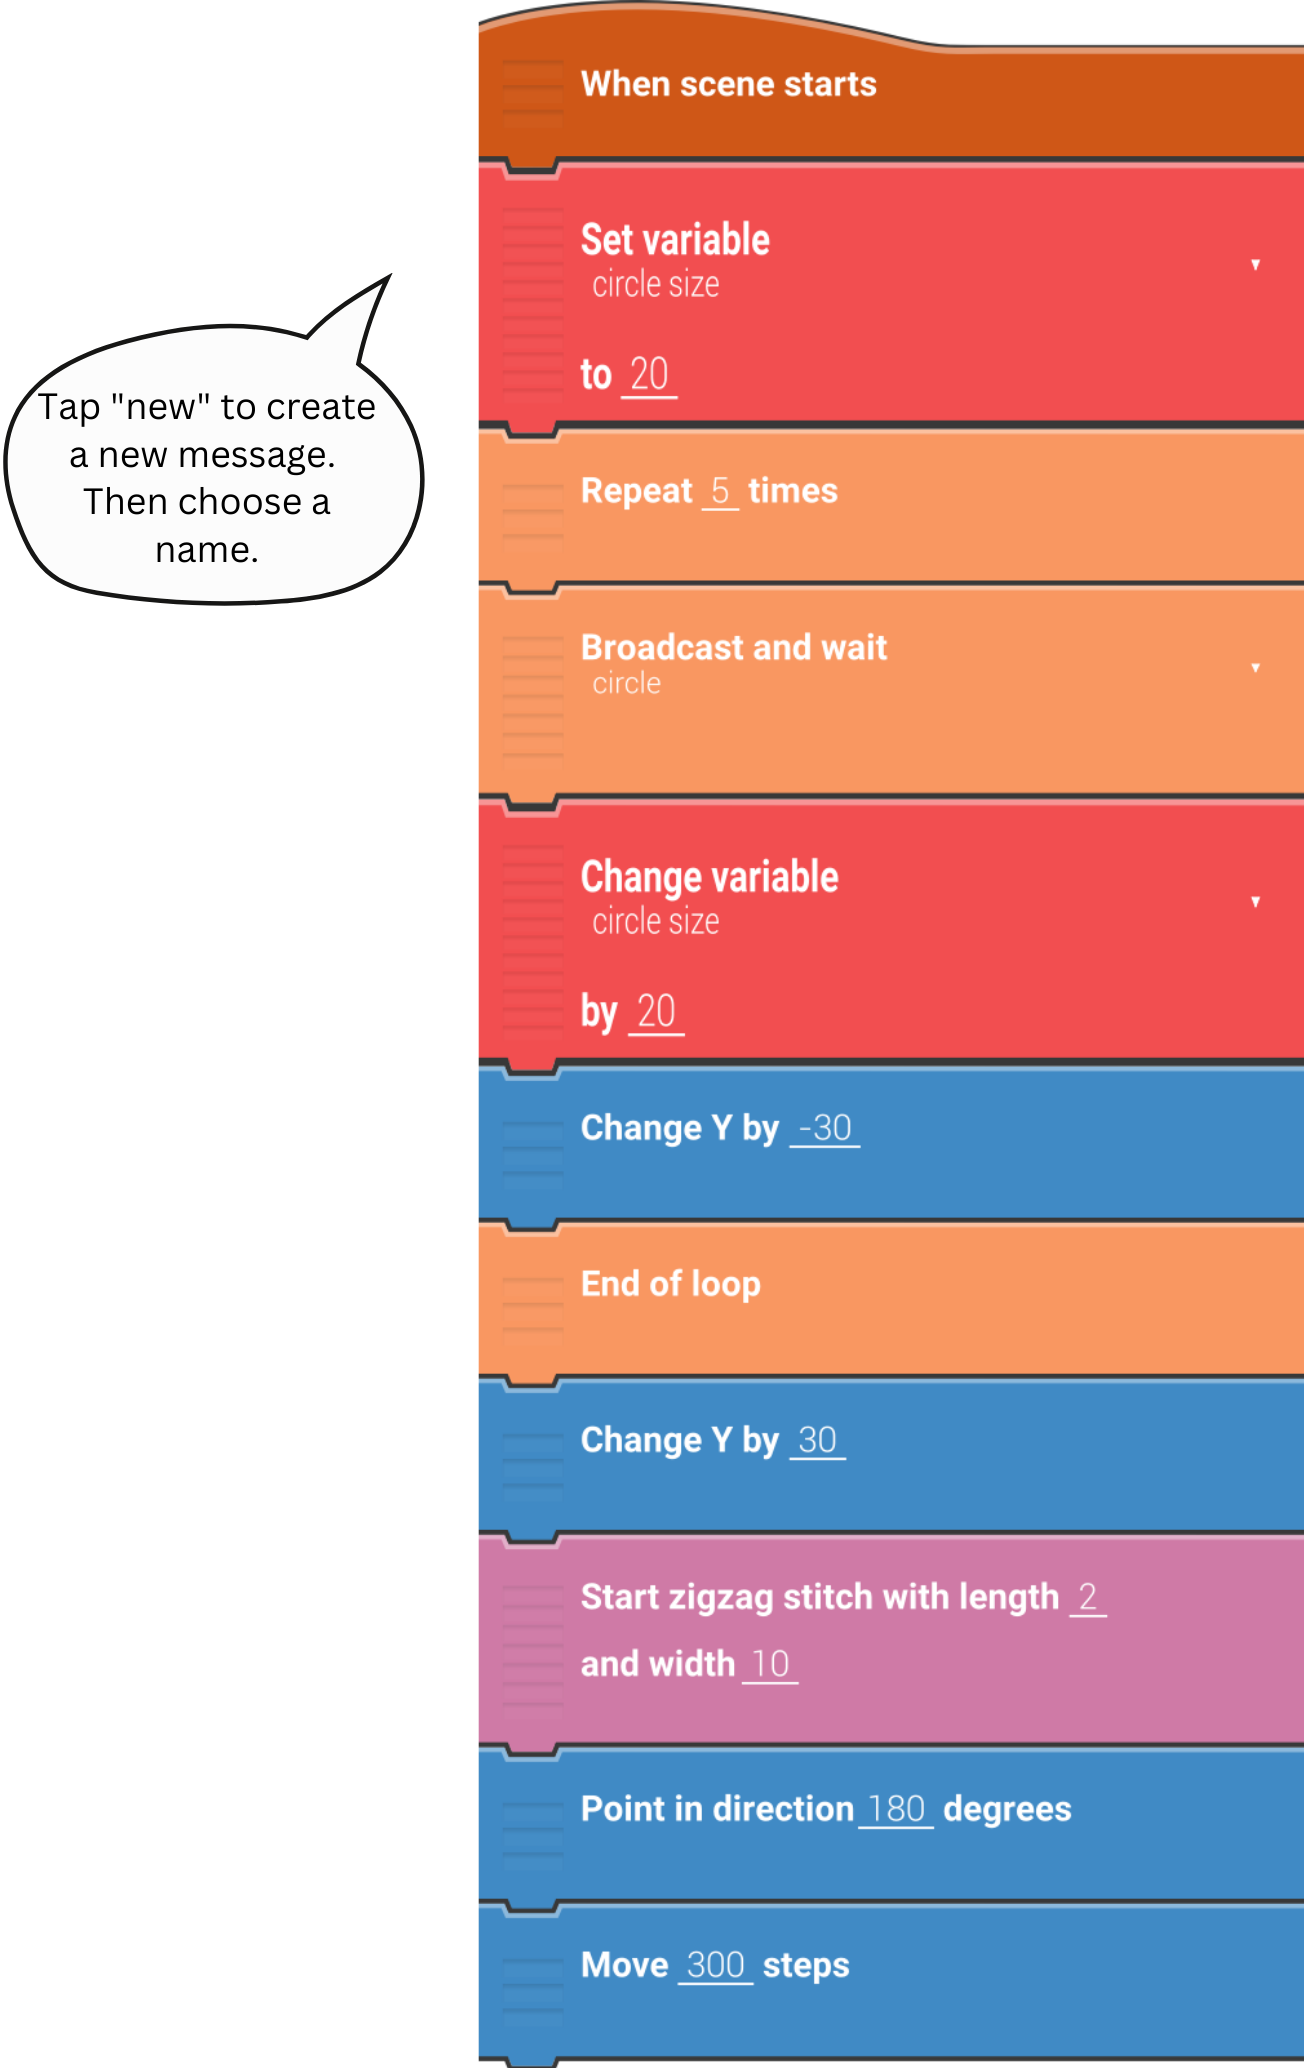 When scene starts
Set variable
circle size
to 20
Tap "new" to create
a new message.
Then choose a
name.
Repeat 5 times
Broadcast and wait
circle
Change variable
circle size
by 20
Change Y by -30
End of loop
Change Y by 30
Start zigzag stitch with length 2
and width 10
Point in direction 180 degrees
Move 300 steps